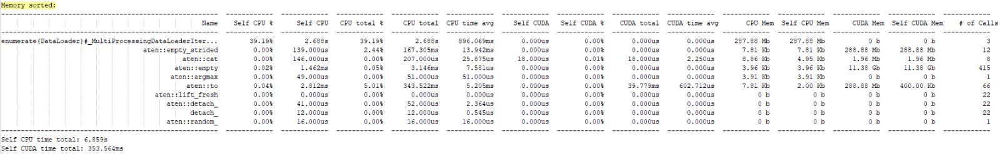 Memory sorted:
------- ------------ ------------ ------------ ------------ ------------ ------------ ------------ ------------ ------------ ------------ ------------ ------------ ------------ ------------
Name Self CPU % Self CPU CPU total % CPU total CPU time avg Self CUDA Self CUDA % CUDA total CUDA time avg CPU Mem Self CPU Mem CUDA Mem Self CUDA Mem # of Calls
------- ------------ ------------ ------------ ------------ ------------ ------------ ------------ ------------ ------------ ------------ ------------ ------------ ------------ ------------
enumerate(DataLoader)#_MultiProcessingDataLoaderIter... 39.19% 2.688s 39.19% 2.688s 896.069ms 0.000us 0.00% 0.000us 0.000us 287.88 Mb 287.88 Mb 0 b 0 b 3
aten::empty_strided 0.00% 139.000us 2.44% 167.305ms 13.942ms 0.000us 0.00% 0.000us 0.000us 7.81 Kb 7.81 Kb 288.88 Mb 288.88 Mb 12
aten::cat 0.00% 146.000us 0.00% 207.000us 25.875us 18.000us 0.01% 18.000us 2.250us 8.86 Kb 4.95 Kb 1.96 Mb 1.96 Mb 8
aten::empty 0.02% 1.462ms 0.05% 3.146ms 7.581us 0.000us 0.00% 0.000us 0.000us 3.96 Kb 3.96 Kb 11.38 Gb 11.38 Gb 415
aten::argmax 0.00% 49.000us 0.00% 51.000us 51.000us 0.000us 0.00% 0.000us 0.000us 3.91 Kb 3.91 Kb 0 b 0 b 1
aten::to 0.04% 2.812ms 5.01% 343.522ms 5.205ms 0.000us 0.00% 39.779ms 602.712us 7.81 Kb 2.00 Kb 288.88 Mb 400.00 Kb 66
aten::lift_fresh 0.00% 0.000us 0.00% 0.000us 0.000us 0.000us 0.00% 0.000us 0.000us 0 b 0 b 0 b 0 b 22
aten::detach_ 0.00% 41.000us 0.00% 52.000us 2.364us 0.000us 0.00% 0.000us 0.000us 0 b 0 b 0 b 0 b 22
detach_ 0.00% 12.000us 0.00% 12.000us 0.545us 0.000us 0.00% 0.000us 0.000us 0 b 0 b 0 b 0 b 22
aten::random_ 0.00% 16.000us 0.00% 16.000us 16.000us 0.000us 0.00% 0.000us 0.000us 0 b 0 b 0 b 0 b 1
------- ------------ ------------ ------------ ------------ ------------ ------------ ------------ ------------ ------------ ------------ ------------ ------------ ------------ ------------
Self CPU time total: 6.859s
Self CUDA time total: 353.564ms